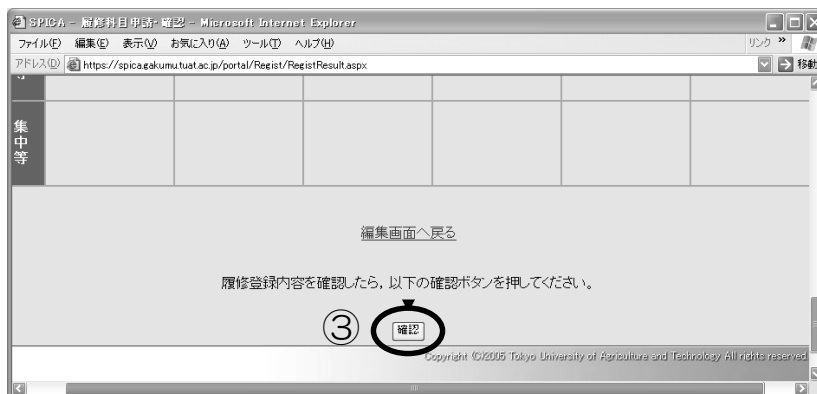 SPICA - 履修科目申請・確認 - Microsoft Internet Explorer
ファイル(F) 編集(E) 表示(V) お気に入り(A) ツール(T) ヘルプ(H) リンク »
アドレス(D) https://spica.gakumu.tuat.ac.jp/portal/Regist/RegistResult.aspx 移動
集中等
編集画面へ戻る
履修登録内容を確認したら，以下の確認ボタンを押してください。
③ 確認
Copyright (C)2005 Tokyo University of Agriculture and Technology All rights reserved.